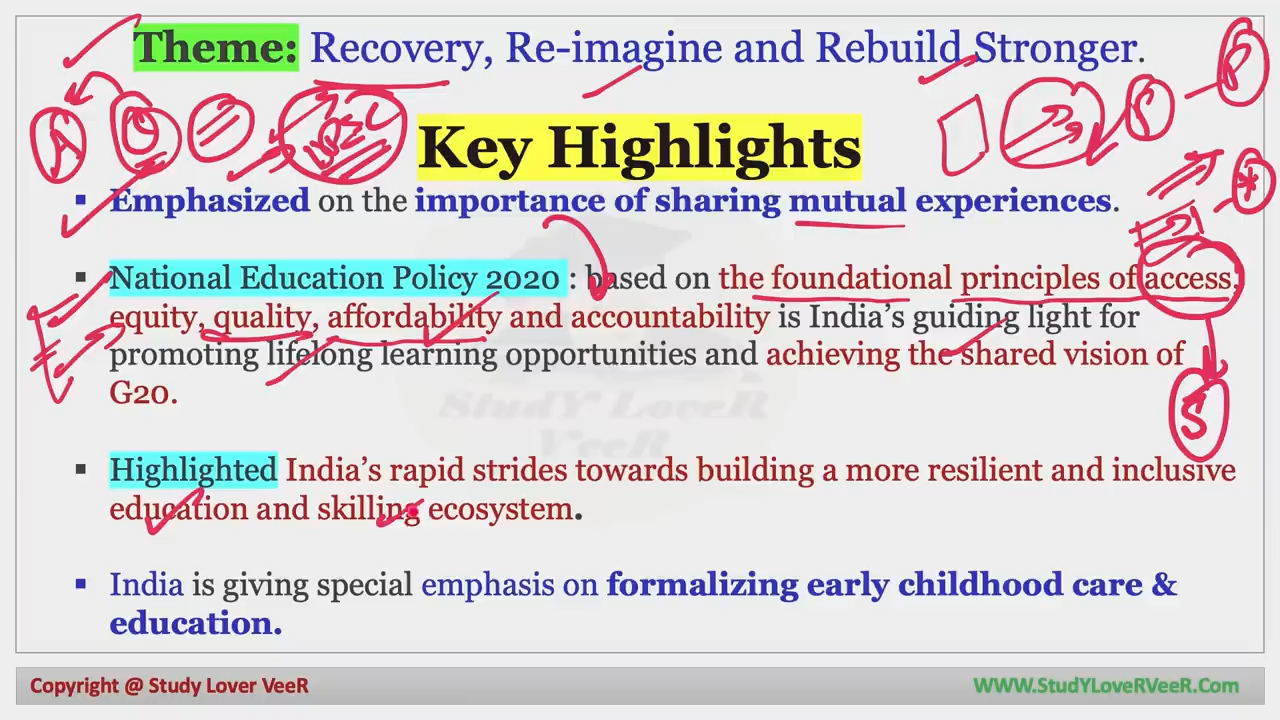 Theme: Recovery, Re-imagine and Rebuild Stronger.
A
UPSC
S
P
Key Highlights
▪ Emphasized on the importance of sharing mutual experiences.
▪ National Education Policy 2020 : based on the foundational principles of access,
equity, quality, affordability and accountability is India's guiding light for
promoting lifelong learning opportunities and achieving the shared vision of
G20.
S
StudY LoveR
VeeR
▪ Highlighted India's rapid strides towards building a more resilient and inclusive
education and skilling ecosystem.
▪ India is giving special emphasis on formalizing early childhood care &
education.
Copyright @ Study Lover VeeR
WWW.StudYLoveRVeeR.Com